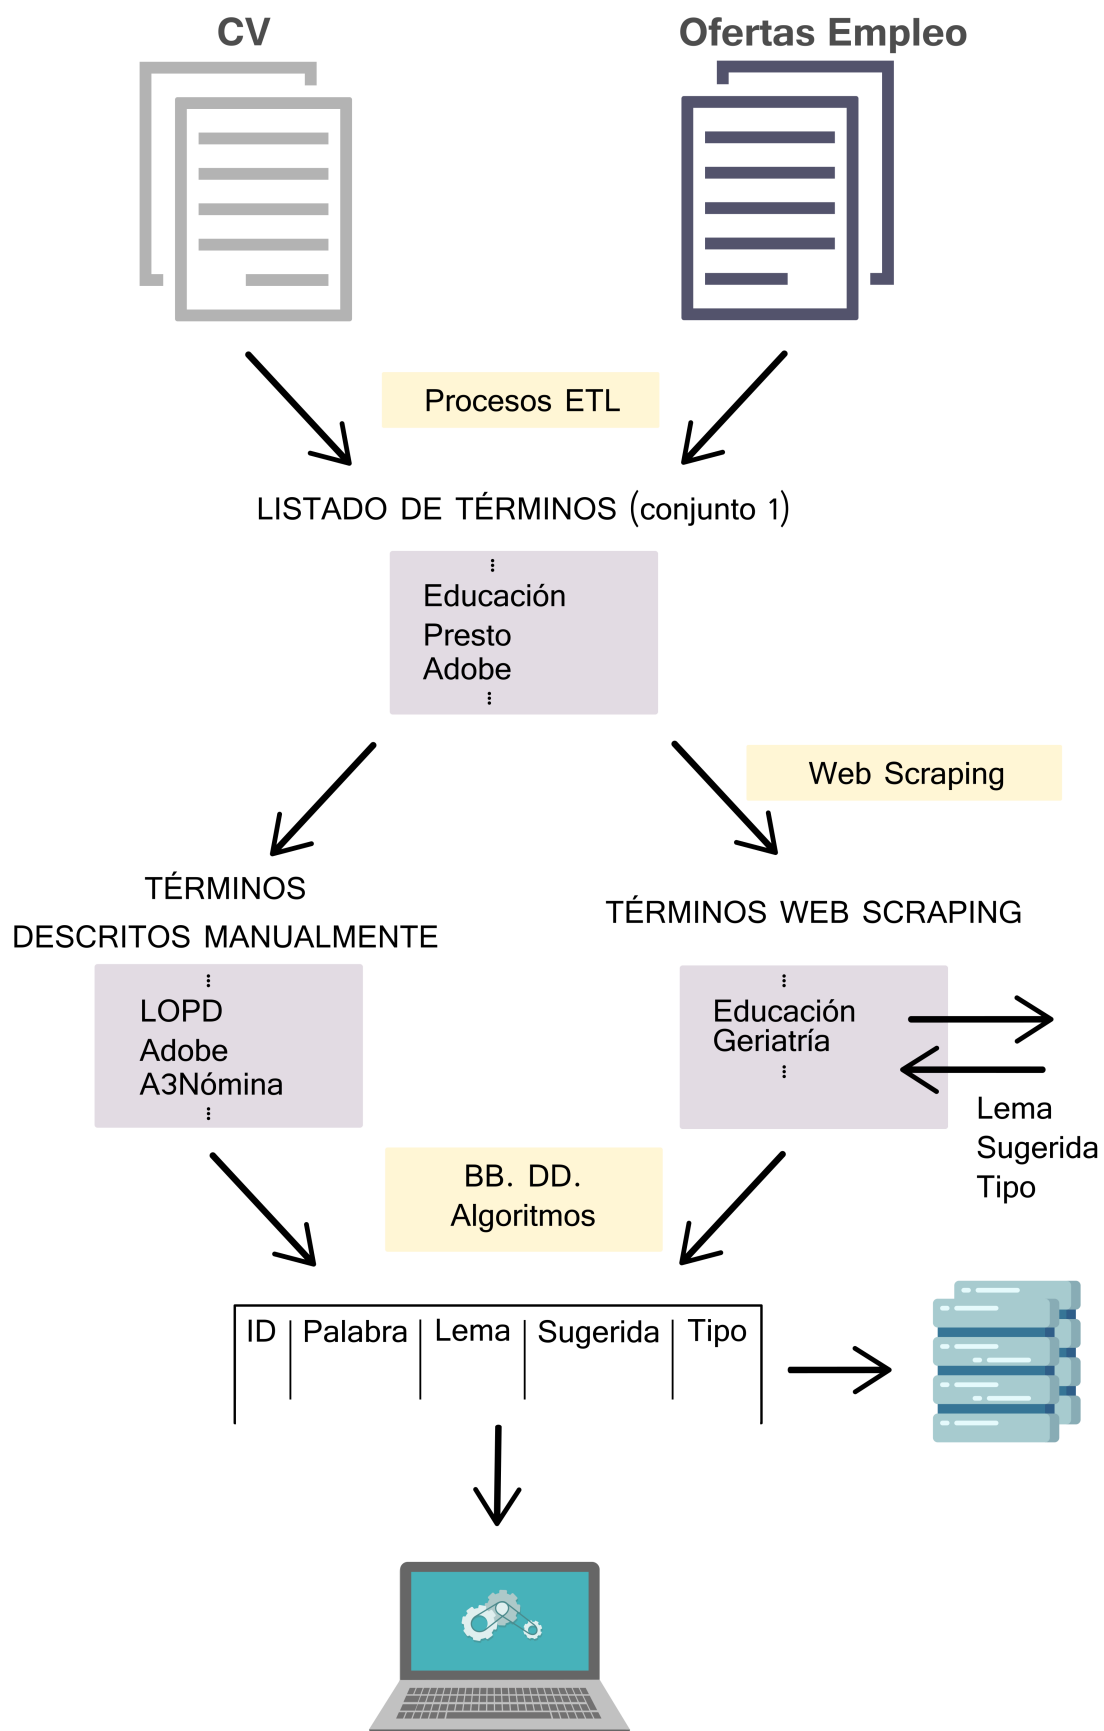 CV
Ofertas Empleo
Procesos ETL
LISTADO DE TÉRMINOS (conjunto 1)
Educación
Presto
Adobe
Web Scraping
TÉRMINOS
DESCRITOS MANUALMENTE
LOPD
Adobe
A3Nómina
TÉRMINOS WEB SCRAPING
Educación
Geriatría
Lema
Sugerida
Tipo
BB. DD.
Algoritmos
ID Palabra Lema Sugerida Tipo